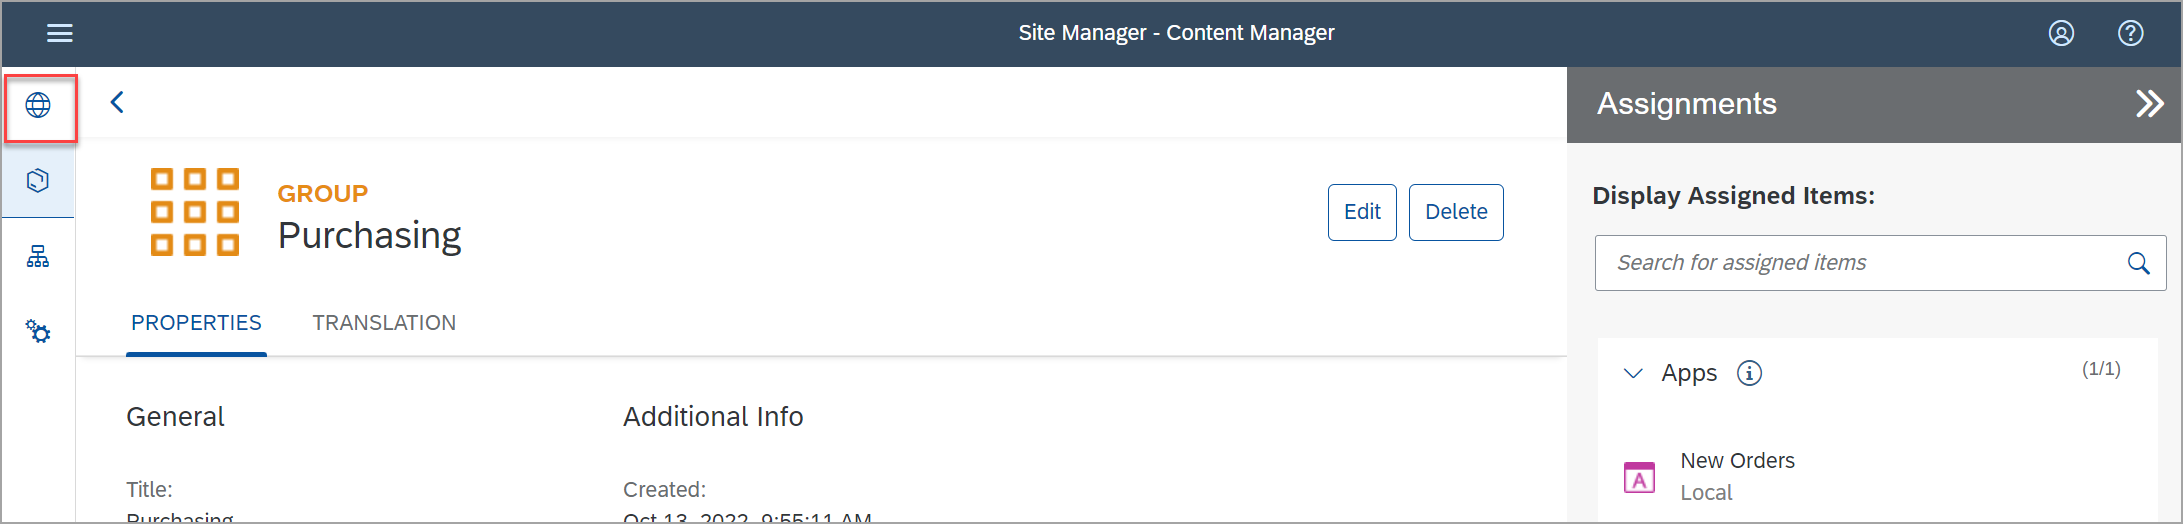 Site Manager - Content Manager
Assignments
GROUP
Purchasing
Edit
Delete
Display Assigned Items:
Search for assigned items
PROPERTIES
TRANSLATION
Apps
(1/1)
General
Additional Info
New Orders
Local
Title:
Created:
Purchasing
Oct 13, 2022, 9:55:11 AM